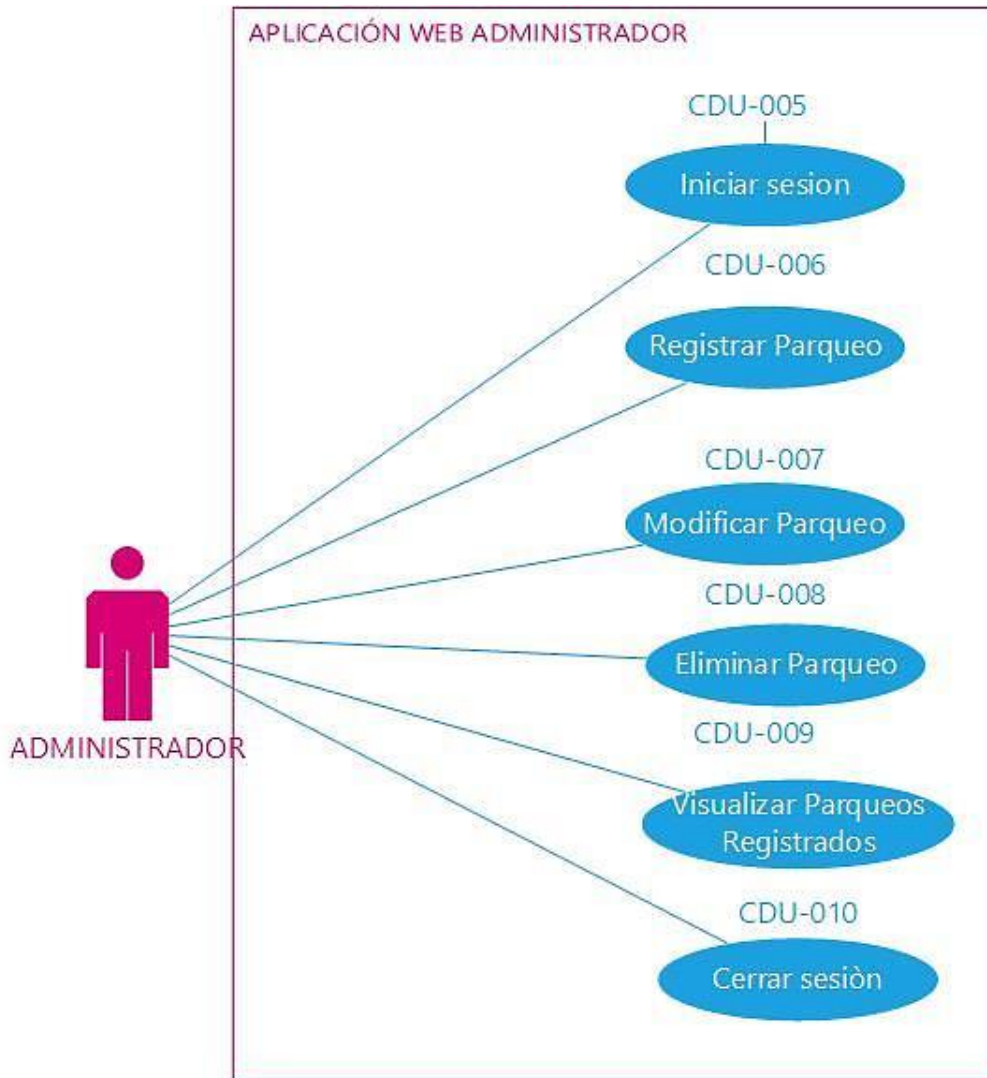 APLICACIÓN WEB ADMINISTRADOR
CDU-005
Iniciar sesion
CDU-006
Registrar Parqueo
CDU-007
Modificar Parqueo
CDU-008
Eliminar Parqueo
ADMINISTRADOR
CDU-009
Visualizar Parqueos
Registrados
CDU-010
Cerrar sesiòn